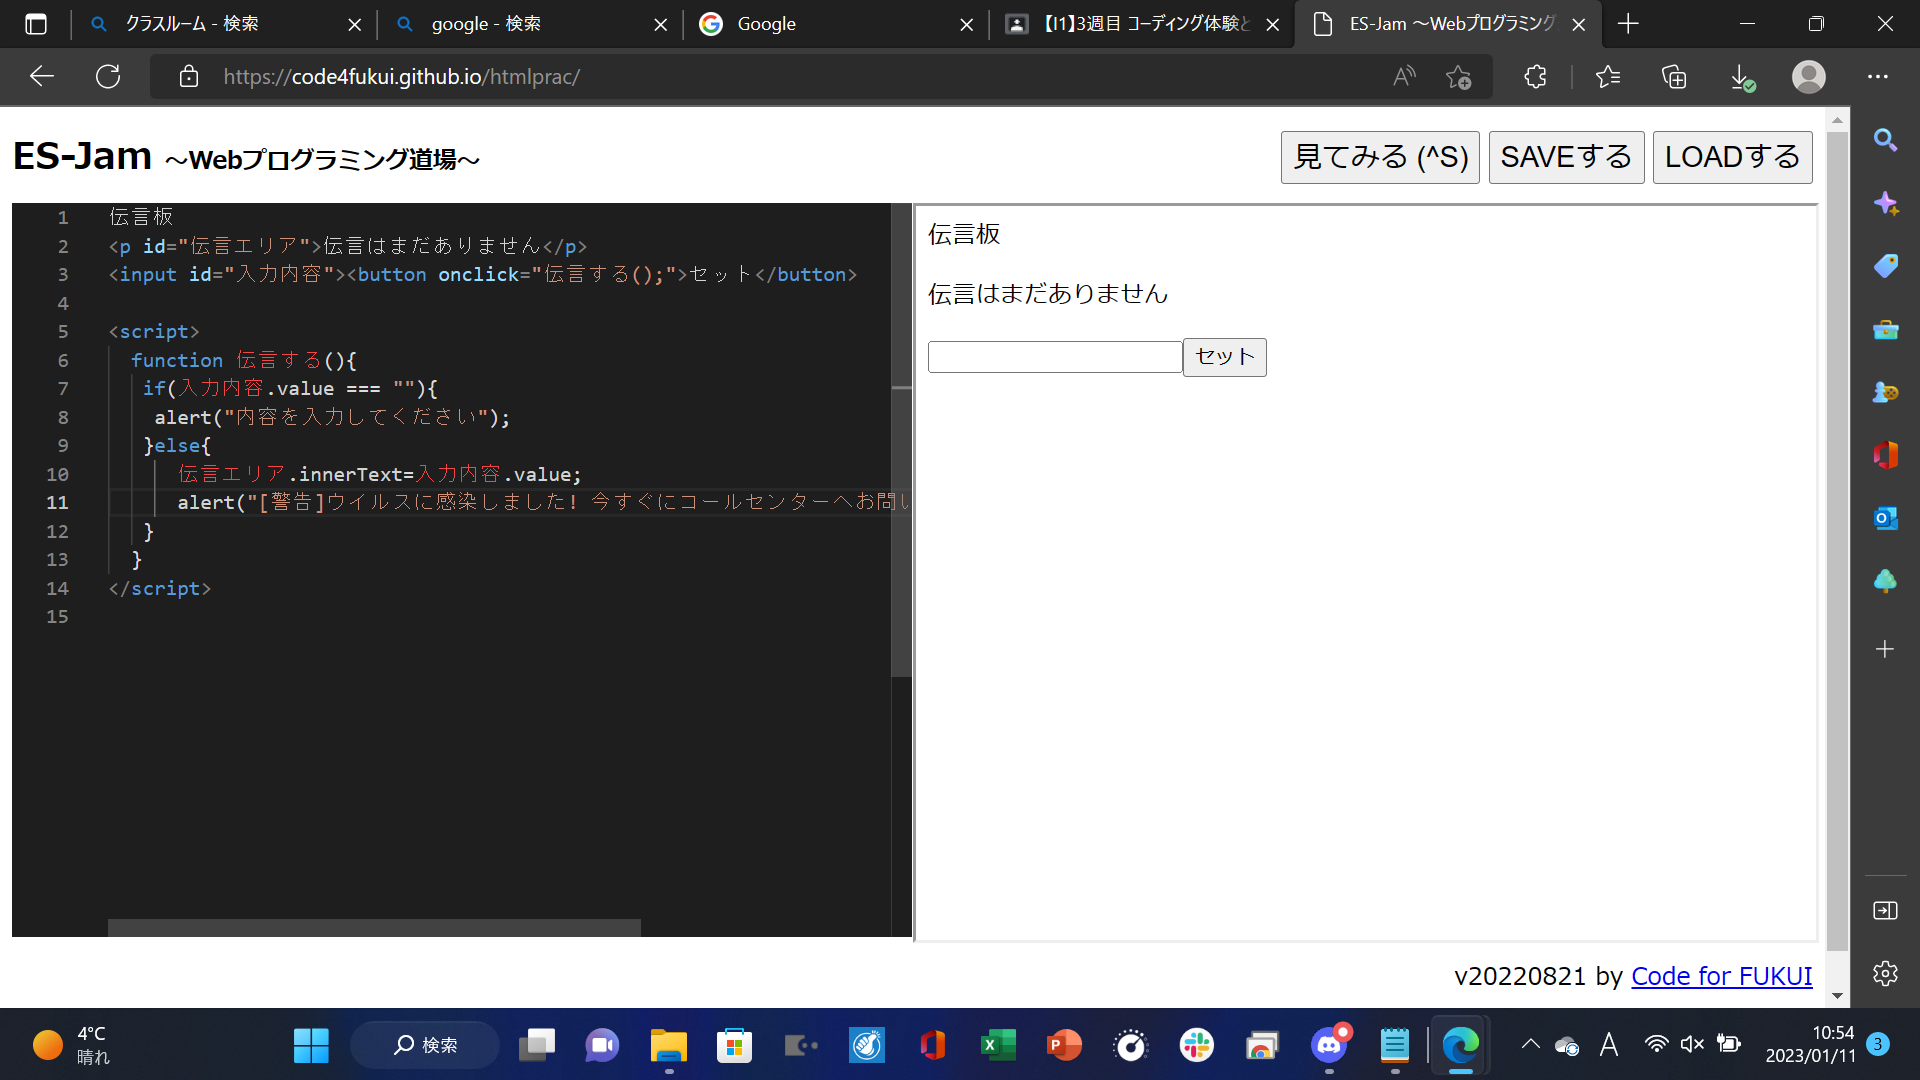 クラスルーム - 検索
google - 検索
Google
【I1】3週目 コーディング体験と
ES-Jam 〜Webプログラミング
https://code4fukui.github.io/htmlprac/
ES-Jam 〜Webプログラミング道場〜
見てみる (^S)
SAVEする
LOADする
1 伝言板
2 <p id="伝言エリア">伝言はまだありません</p>
3 <input id="入力内容"><button onclick="伝言する();">セット</button>
4
5 <script>
6 function 伝言する(){
7 if(入力内容.value === ""){
8 alert("内容を入力してください");
9 }else{
10 伝言エリア.innerText=入力内容.value;
11 alert("[警告]ウイルスに感染しました! 今すぐにコールセンターへお問い
12 }
13 }
14 </script>
15
伝言板
伝言はまだありません
セット
v20220821 by Code for FUKUI
4°C
晴れ
検索
A
10:54
2023/01/11
3